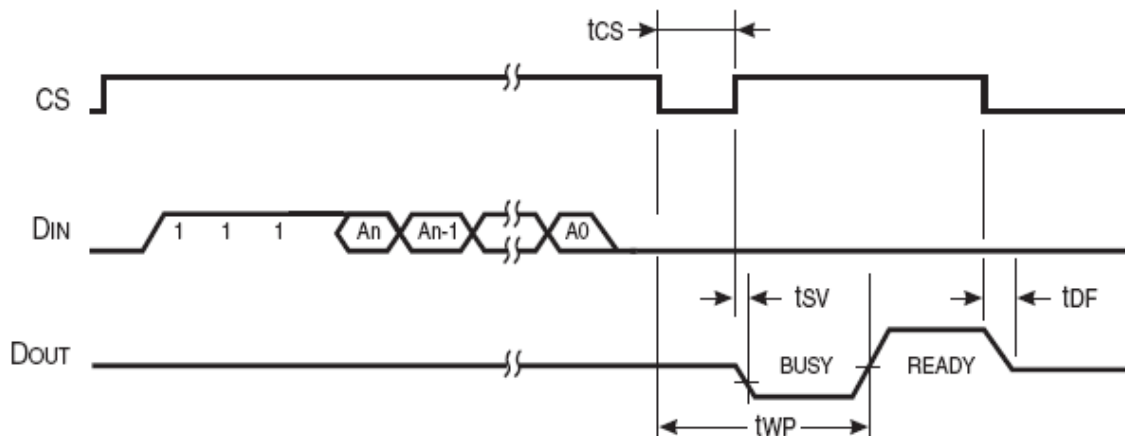 tCS
CS
DIN 1 1 1 An An-1 A0
tSV tDF
DOUT BUSY READY
tWP